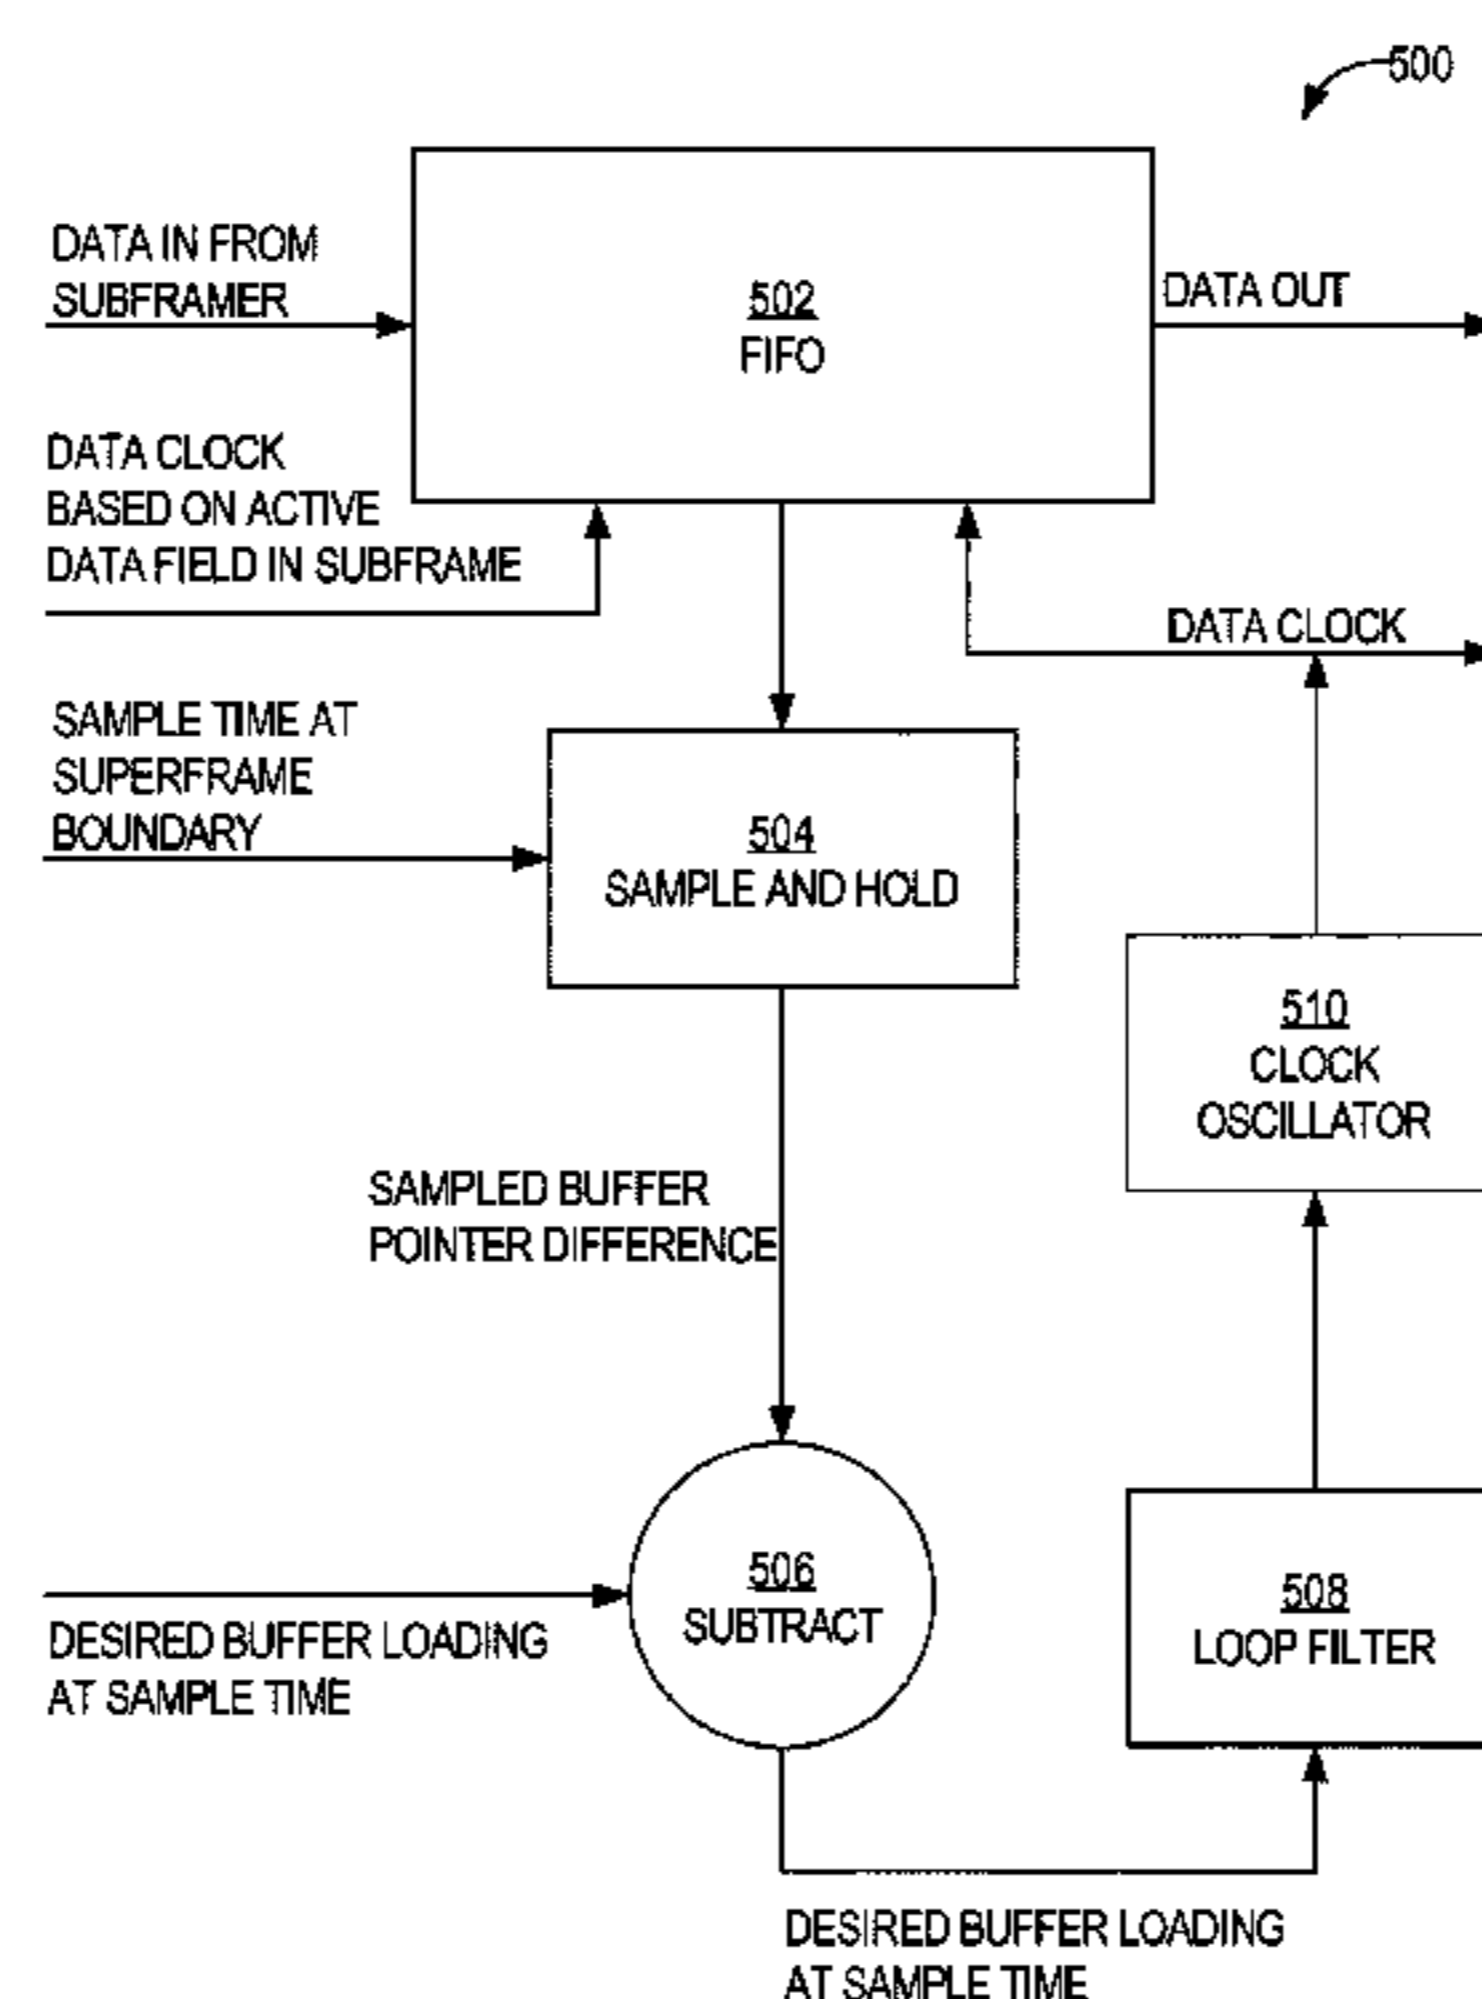 500
DATA IN FROM
SUBFRAMER
502
FIFO
DATA OUT
DATA CLOCK
BASED ON ACTIVE
DATA FIELD IN SUBFRAME
DATA CLOCK
SAMPLE TIME AT
SUPERFRAME
BOUNDARY
504
SAMPLE AND HOLD
510
CLOCK
OSCILLATOR
SAMPLED BUFFER
POINTER DIFFERENCE
506
SUBTRACT
508
LOOP FILTER
DESIRED BUFFER LOADING
AT SAMPLE TIME
DESIRED BUFFER LOADING
AT SAMPLE TIME